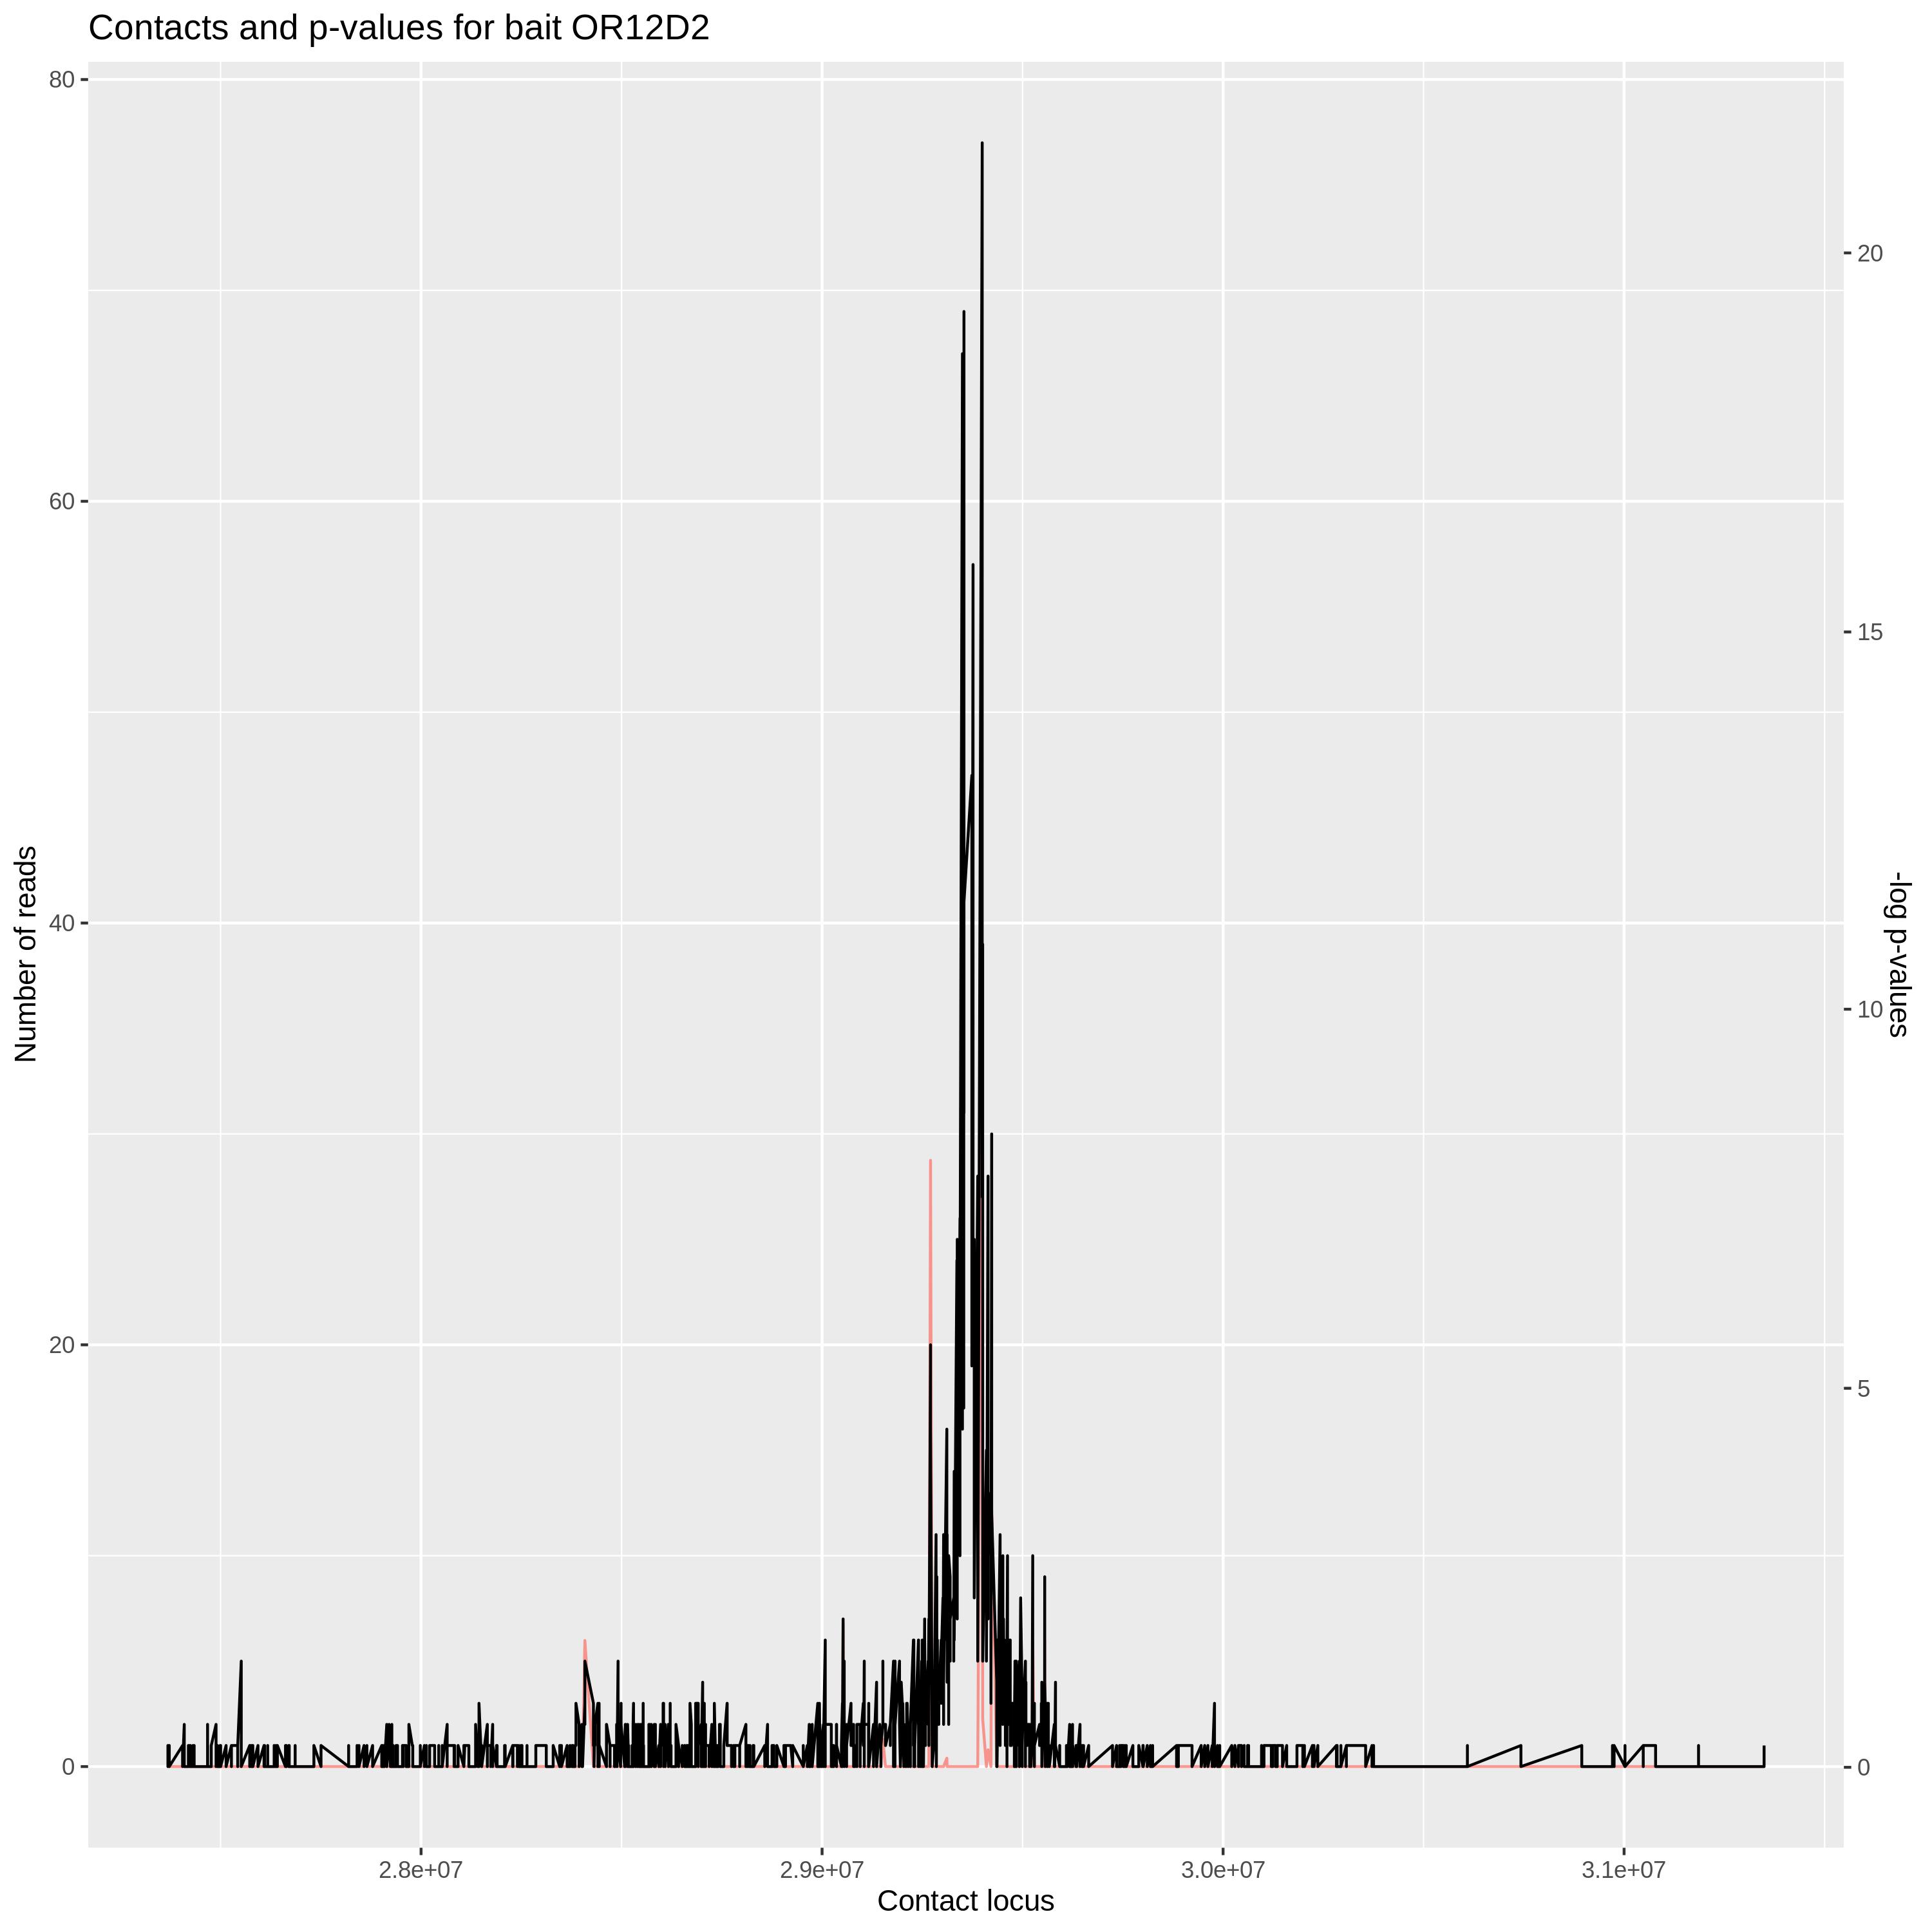 Contacts and p-values for bait OR12D2
80
60
40
20
0
Number of reads
20
15
10
5
0
-log p-values
2.8e+07 2.9e+07 3.0e+07 3.1e+07
Contact locus